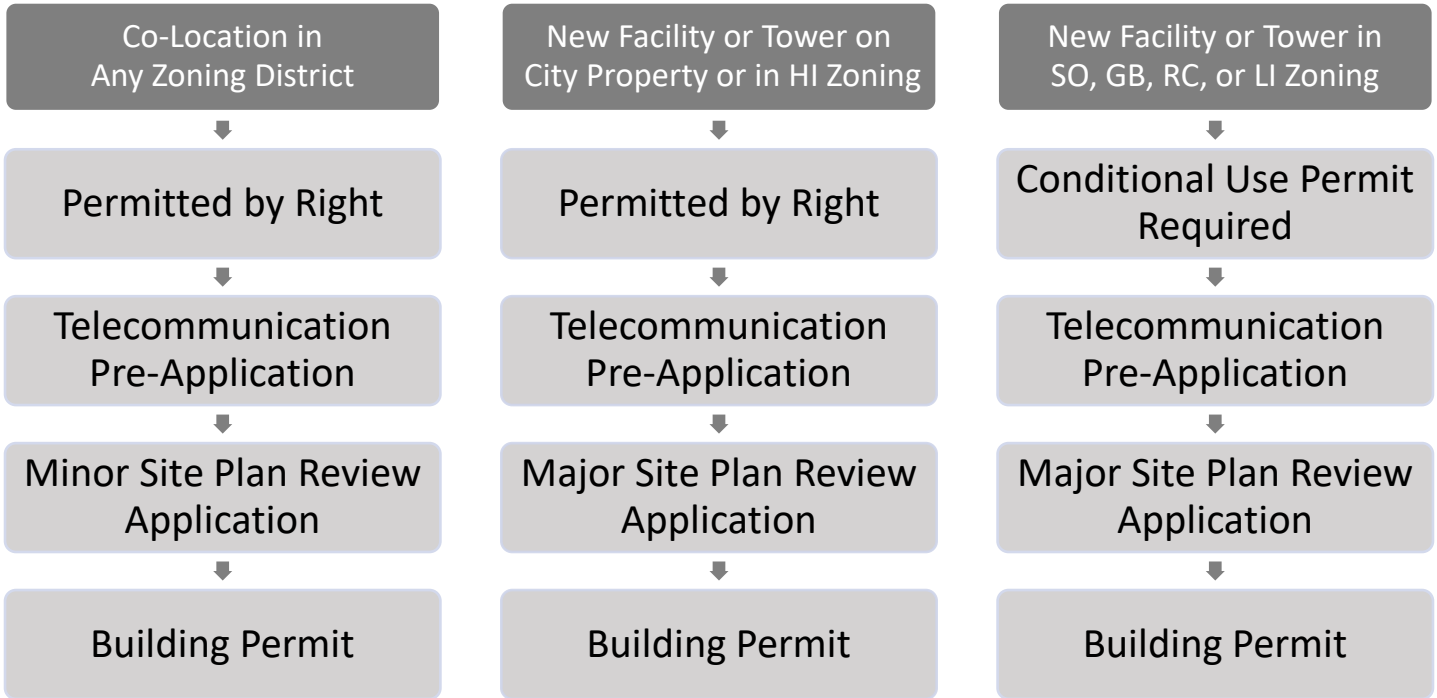 Co-Location in
Any Zoning District
Permitted by Right
Telecommunication
Pre-Application
Minor Site Plan Review
Application
Building Permit
New Facility or Tower on
City Property or in HI Zoning
Permitted by Right
Telecommunication
Pre-Application
Major Site Plan Review
Application
Building Permit
New Facility or Tower in
SO, GB, RC, or LI Zoning
Conditional Use Permit
Required
Telecommunication
Pre-Application
Major Site Plan Review
Application
Building Permit